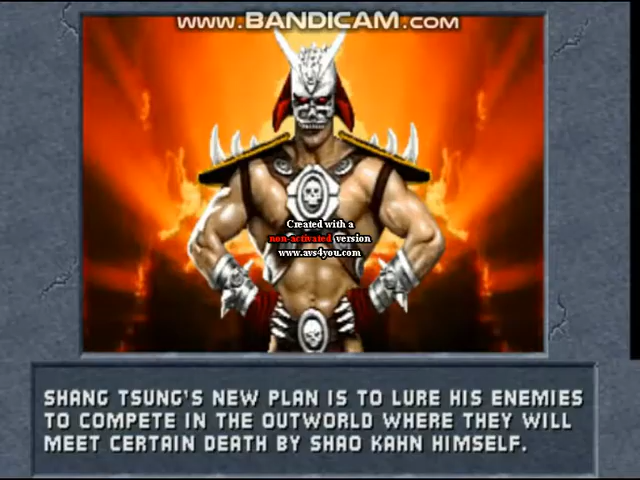 www.BANDICAM.com
Created with a
non-activated version
www.avs4you.com
SHANG TSUNG'S NEW PLAN IS TO LURE HIS ENEMIES
TO COMPETE IN THE OUTWORLD WHERE THEY WILL
MEET CERTAIN DEATH BY SHAO KAHN HIMSELF.